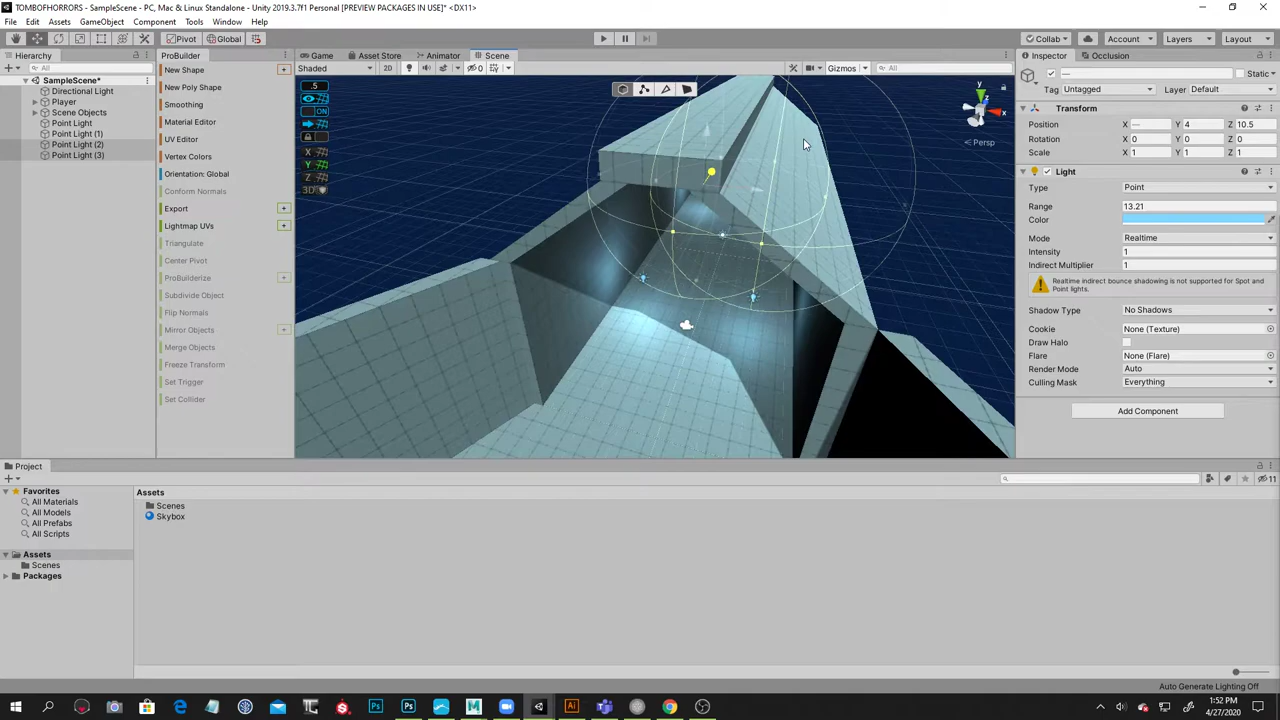 TOMBOFHORRORS - SampleScene - PC, Mac & Linux Standalone - Unity 2019.3.7f1 Personal [PREVIEW PACKAGES IN USE]* <DX11>
File Edit Assets GameObject Component Tools Window Help
Pivot Global Collab Account Layers Layout
Hierarchy ProBuilder Game Asset Store Animator Scene Inspector Occlusion
All
SampleScene*
Directional Light
Player
Scene Objects
Point Light
Point Light (1)
Point Light (2)
Point Light (3)
New Shape
New Poly Shape
Smoothing
Material Editor
UV Editor
Vertex Colors
Orientation: Global
Conform Normals
Export
Lightmap UVs
Triangulate
Center Pivot
ProBuilderize
Subdivide Object
Flip Normals
Mirror Objects
Merge Objects
Freeze Transform
Set Trigger
Set Collider
Shaded 2D 0 Gizmos All
.5
ON
X
Y
Z
3D
y
x
z
Persp
— Static
Tag Untagged Layer Default
Transform
Position X — Y 4 Z 10.5
Rotation X 0 Y 0 Z 0
Scale X 1 Y 1 Z 1
Light
Type Point
Range 13.21
Color
Mode Realtime
Intensity 1
Indirect Multiplier 1
Realtime indirect bounce shadowing is not supported for Spot and
Point lights.
Shadow Type No Shadows
Cookie None (Texture)
Draw Halo
Flare None (Flare)
Render Mode Auto
Culling Mask Everything
Add Component
Project
11
Favorites
All Materials
All Models
All Prefabs
All Scripts
Assets
Scenes
Packages
Assets
Scenes
Skybox
Auto Generate Lighting Off
1:52 PM
4/27/2020